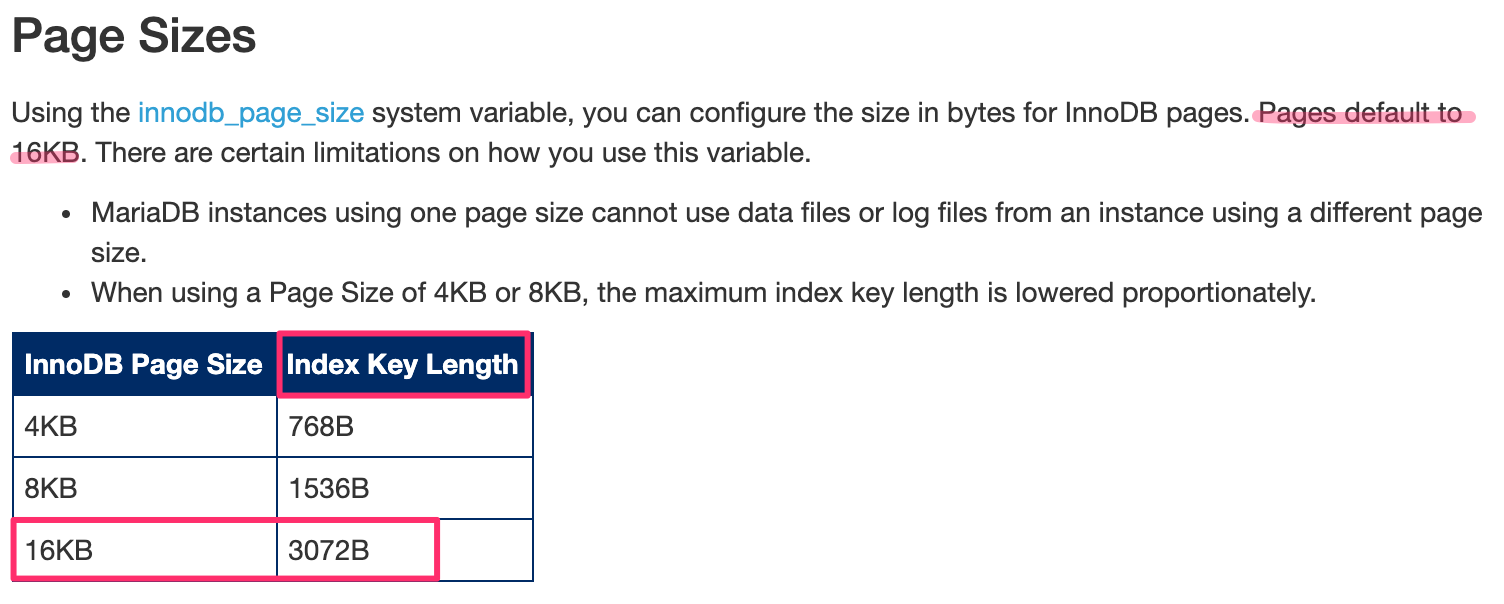 Page Sizes
Using the innodb_page_size system variable, you can configure the size in bytes for InnoDB pages. Pages default to
16KB. There are certain limitations on how you use this variable.
• MariaDB instances using one page size cannot use data files or log files from an instance using a different page
size.
• When using a Page Size of 4KB or 8KB, the maximum index key length is lowered proportionately.
InnoDB Page Size Index Key Length
4KB 768B
8KB 1536B
16KB 3072B